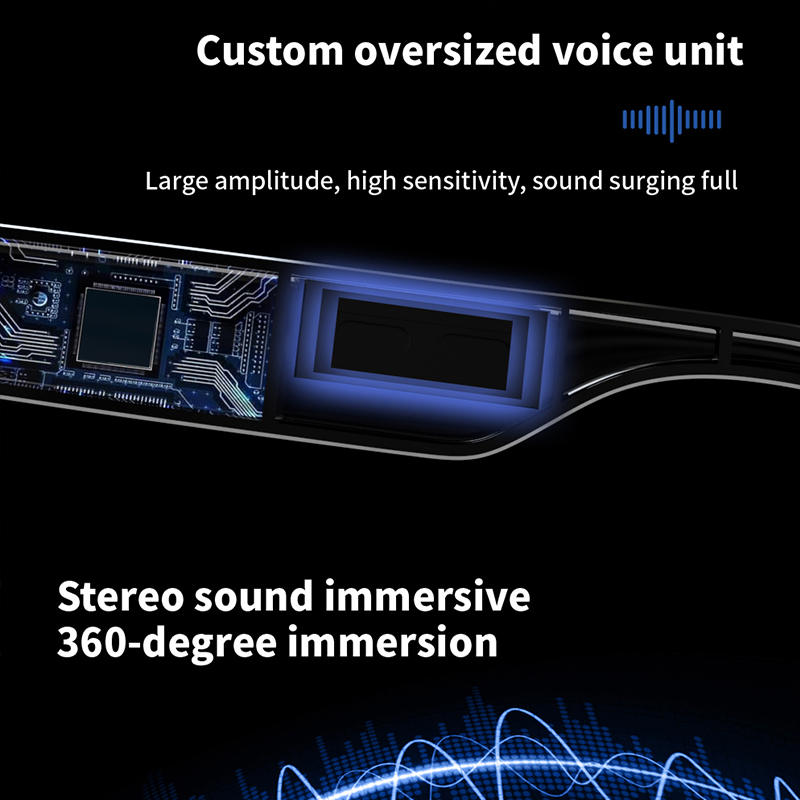 Custom oversized voice unit
Large amplitude, high sensitivity, sound surging full
Stereo sound immersive
360-degree immersion